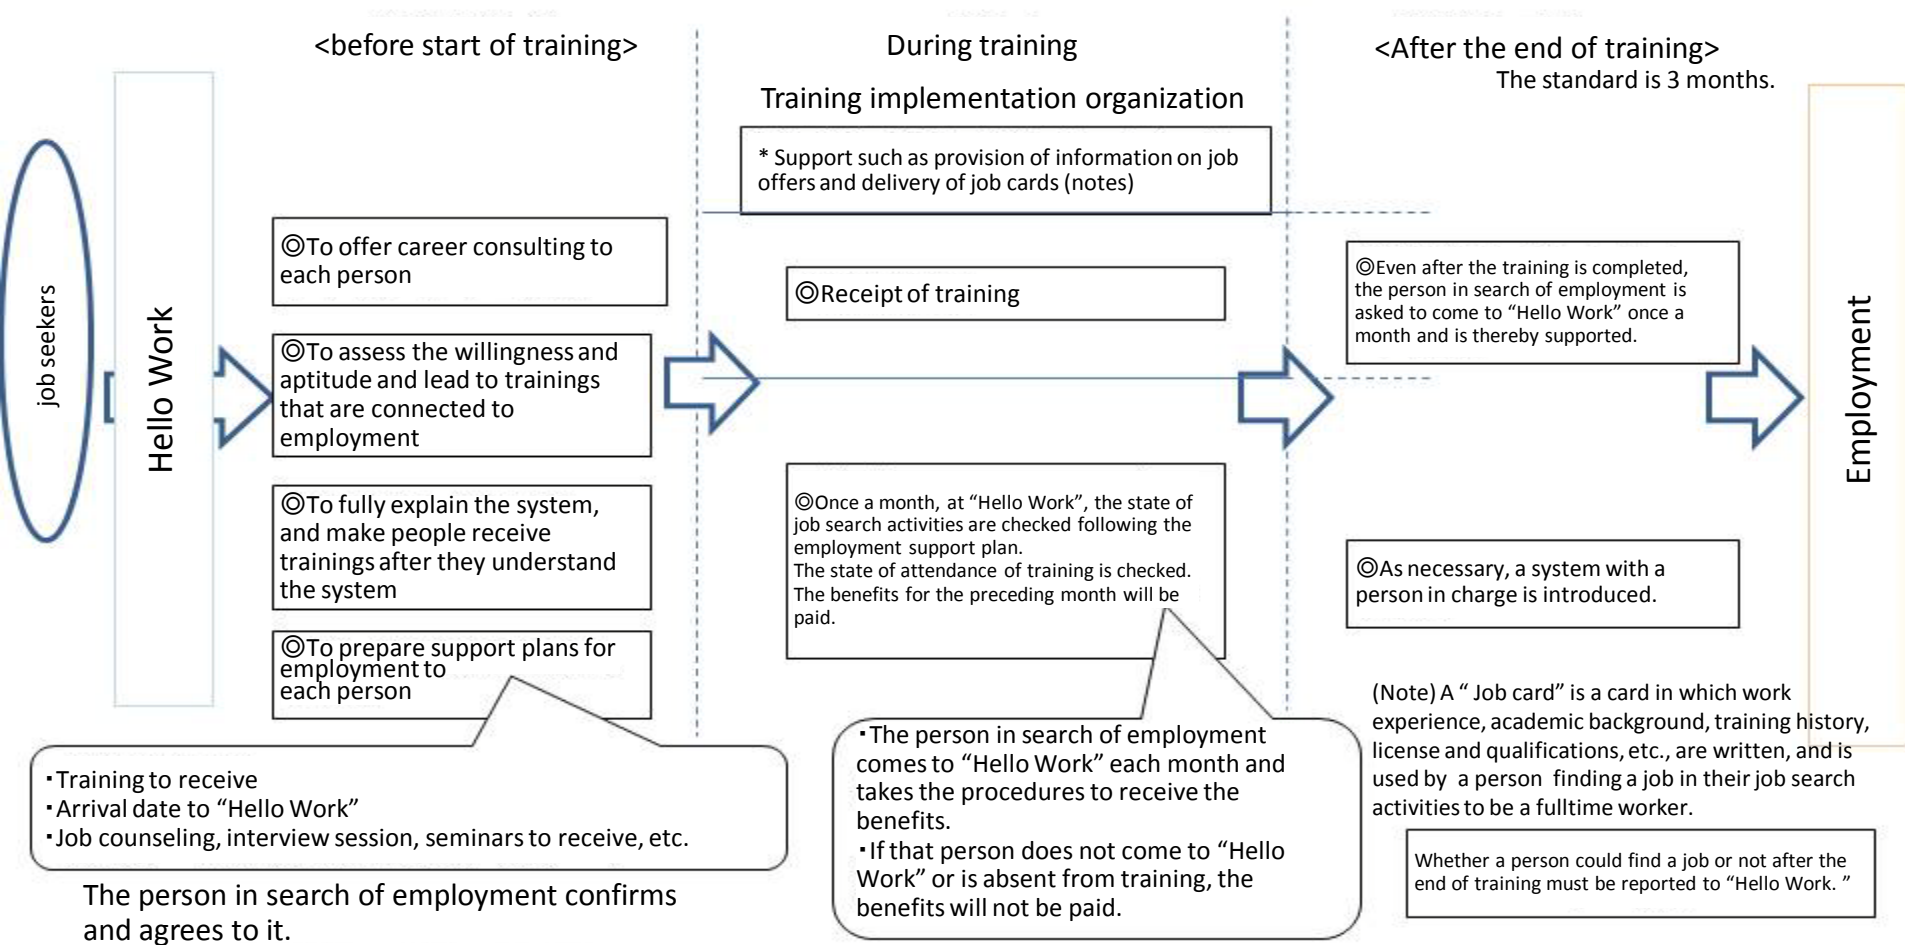 <before start of training>
During training
<After the end of training>
The standard is 3 months.
Training implementation organization
* Support such as provision of information on job
offers and delivery of job cards (notes)
job seekers
Hello Work
◎To offer career consulting to
each person
◎To assess the willingness and
aptitude and lead to trainings
that are connected to
employment
◎To fully explain the system,
and make people receive
trainings after they understand
the system
◎To prepare support plans for
employment to
each person
・Training to receive
・Arrival date to “Hello Work”
・Job counseling, interview session, seminars to receive, etc.
The person in search of employment confirms
and agrees to it.
◎Receipt of training
◎Once a month, at “Hello Work”, the state of
job search activities are checked following the
employment support plan.
The state of attendance of training is checked.
The benefits for the preceding month will be
paid.
・The person in search of employment
comes to “Hello Work” each month and
takes the procedures to receive the
benefits.
・If that person does not come to “Hello
Work” or is absent from training, the
benefits will not be paid.
◎Even after the training is completed,
the person in search of employment is
asked to come to “Hello Work” once a
month and is thereby supported.
◎As necessary, a system with a
person in charge is introduced.
(Note) A “ Job card” is a card in which work
experience, academic background, training history,
license and qualifications, etc., are written, and is
used by a person finding a job in their job search
activities to be a fulltime worker.
Whether a person could find a job or not after the
end of training must be reported to “Hello Work. ”
Employment